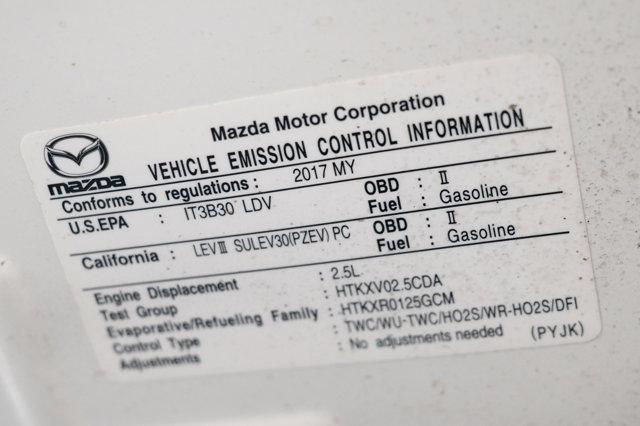 Mazda Motor Corporation
mazda VEHICLE EMISSION CONTROL INFORMATION
Conforms to regulations : 2017 MY
U.S.EPA : IT3B30 LDV OBD : II
Fuel : Gasoline
California : LEVⅢ SULEV30(PZEV) PC OBD : II
Fuel : Gasoline
Engine Displacement : 2.5L
Test Group : HTKXV02.5CDA
Evaporative/Refueling Family : HTKXR0125GCM
Control Type : TWC/WU-TWC/HO2S/WR-HO2S/DFI
Adjustments : No adjustments needed (PYJK)